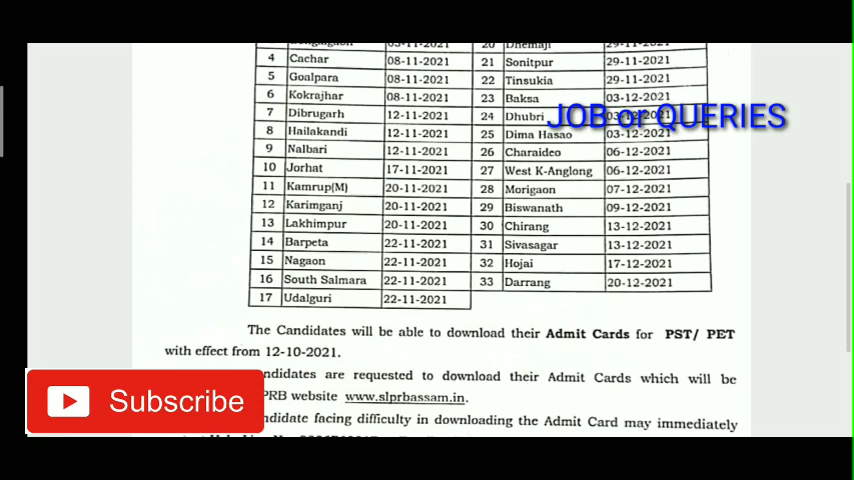 20 Dhemaji 29-11-2021
4 Cachar 08-11-2021 21 Sonitpur 29-11-2021
5 Goalpara 08-11-2021 22 Tinsukia 29-11-2021
6 Kokrajhar 08-11-2021 23 Baksa 03-12-2021
7 Dibrugarh 12-11-2021 24 Dhubri 03-12-2021
JOB or QUERIES
8 Hailakandi 12-11-2021 25 Dima Hasao 03-12-2021
9 Nalbari 12-11-2021 26 Charaideo 06-12-2021
10 Jorhat 17-11-2021 27 West K-Anglong 06-12-2021
11 Kamrup(M) 20-11-2021 28 Morigaon 07-12-2021
12 Karimganj 20-11-2021 29 Biswanath 09-12-2021
13 Lakhimpur 20-11-2021 30 Chirang 13-12-2021
14 Barpeta 22-11-2021 31 Sivasagar 13-12-2021
15 Nagaon 22-11-2021 32 Hojai 17-12-2021
16 South Salmara 22-11-2021 33 Darrang 20-12-2021
17 Udalguri 22-11-2021
The Candidates will be able to download their Admit Cards for PST/ PET
with effect from 12-10-2021.
ndidates are requested to download their Admit Cards which will be
PRB website www.slprbassam.in.
Subscribe
ndidate facing difficulty in downloading the Admit Card may immediately